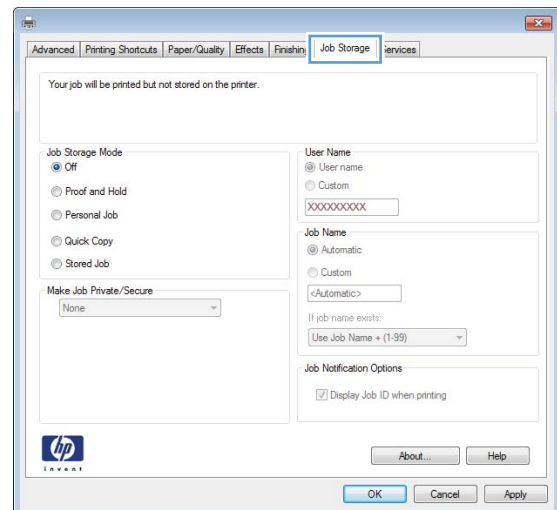 Advanced Printing Shortcuts Paper/Quality Effects Finishing Job Storage Services
Your job will be printed but not stored on the printer.
Job Storage Mode
Off
Proof and Hold
Personal Job
Quick Copy
Stored Job
Make Job Private/Secure
None
User Name
User name
Custom
XXXXXXXXX
Job Name
Automatic
Custom
<Automatic>
If job name exists:
Use Job Name + (1-99)
Job Notification Options
Display Job ID when printing
hp
invent
About... Help
OK Cancel Apply